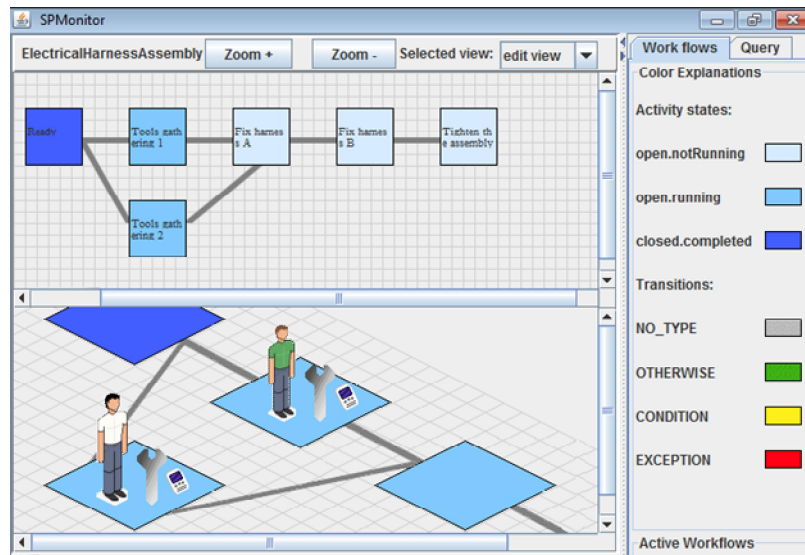 SPMonitor
ElectricalHarnessAssembly
Zoom +
Zoom -
Selected view:
edit view
Work flows
Query
Ready
Tools gath
ering 1
Fix harnes
s A
Fix harnes
s B
Tighten th
e assembly
Tools gath
ering 2
Color Explanations
Activity states:
open.notRunning
open.running
closed.completed
Transitions:
NO_TYPE
OTHERWISE
CONDITION
EXCEPTION
Active Workflows